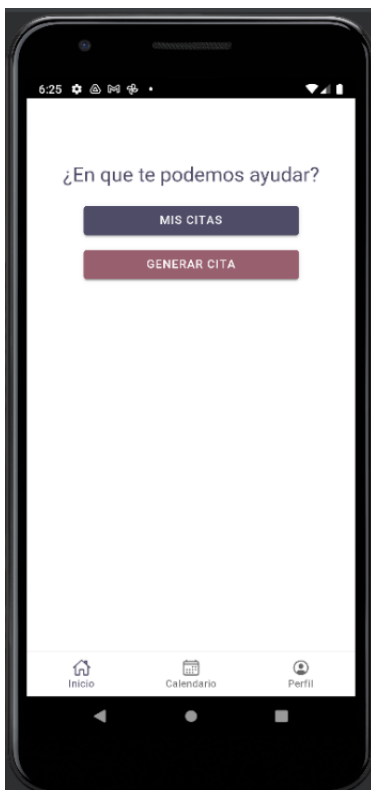 6:25
¿En que te podemos ayudar?
MIS CITAS
GENERAR CITA
Inicio
Calendario
Perfil